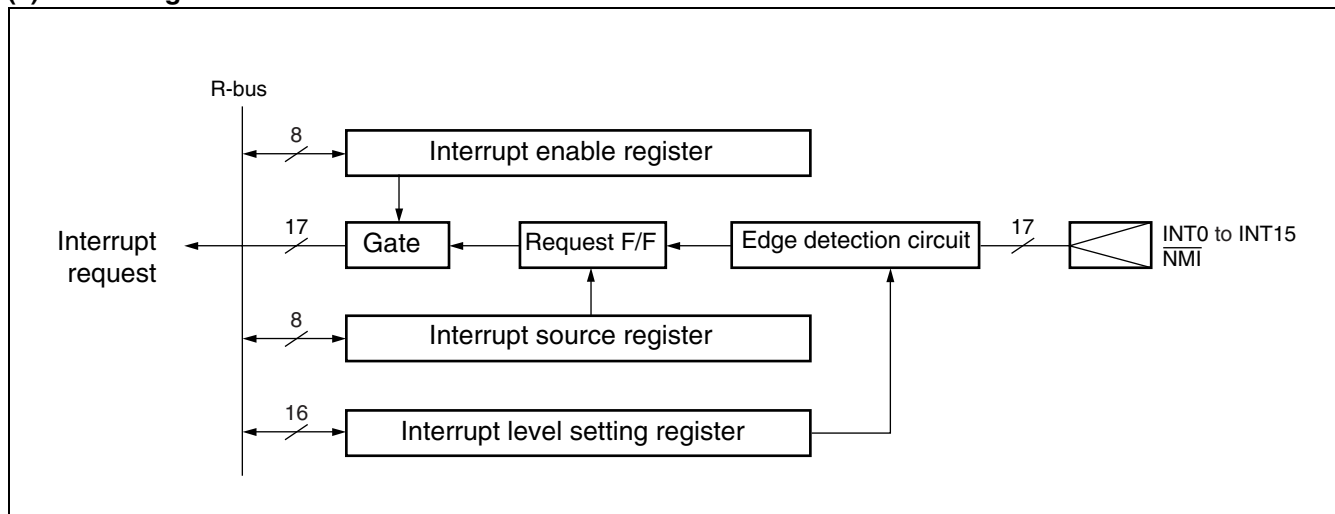 R-bus
8
Interrupt enable register
Interrupt
request
17
Gate
Request F/F
Edge detection circuit
17
INT0 to INT15
NMI
8
Interrupt source register
16
Interrupt level setting register